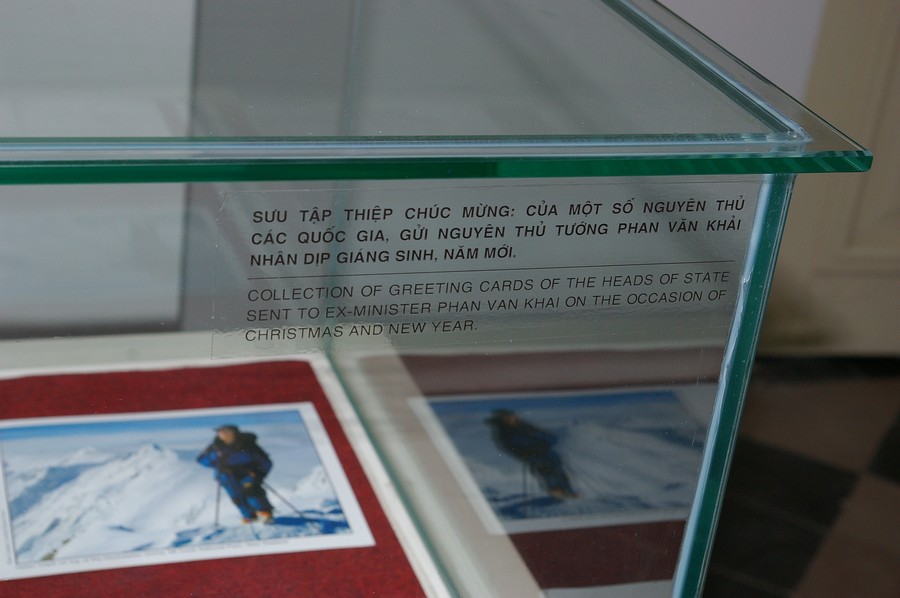 SƯU TẬP THIỆP CHÚC MỪNG: CỦA MỘT SỐ NGUYÊN THỦ
CÁC QUỐC GIA, GỬI NGUYÊN THỦ TƯỚNG PHAN VĂN KHẢI
NHÂN DỊP GIÁNG SINH, NĂM MỚI.
COLLECTION OF GREETING CARDS OF THE HEADS OF STATE
SENT TO EX-MINISTER PHAN VAN KHAI ON THE OCCASION OF
CHRISTMAS AND NEW YEAR.